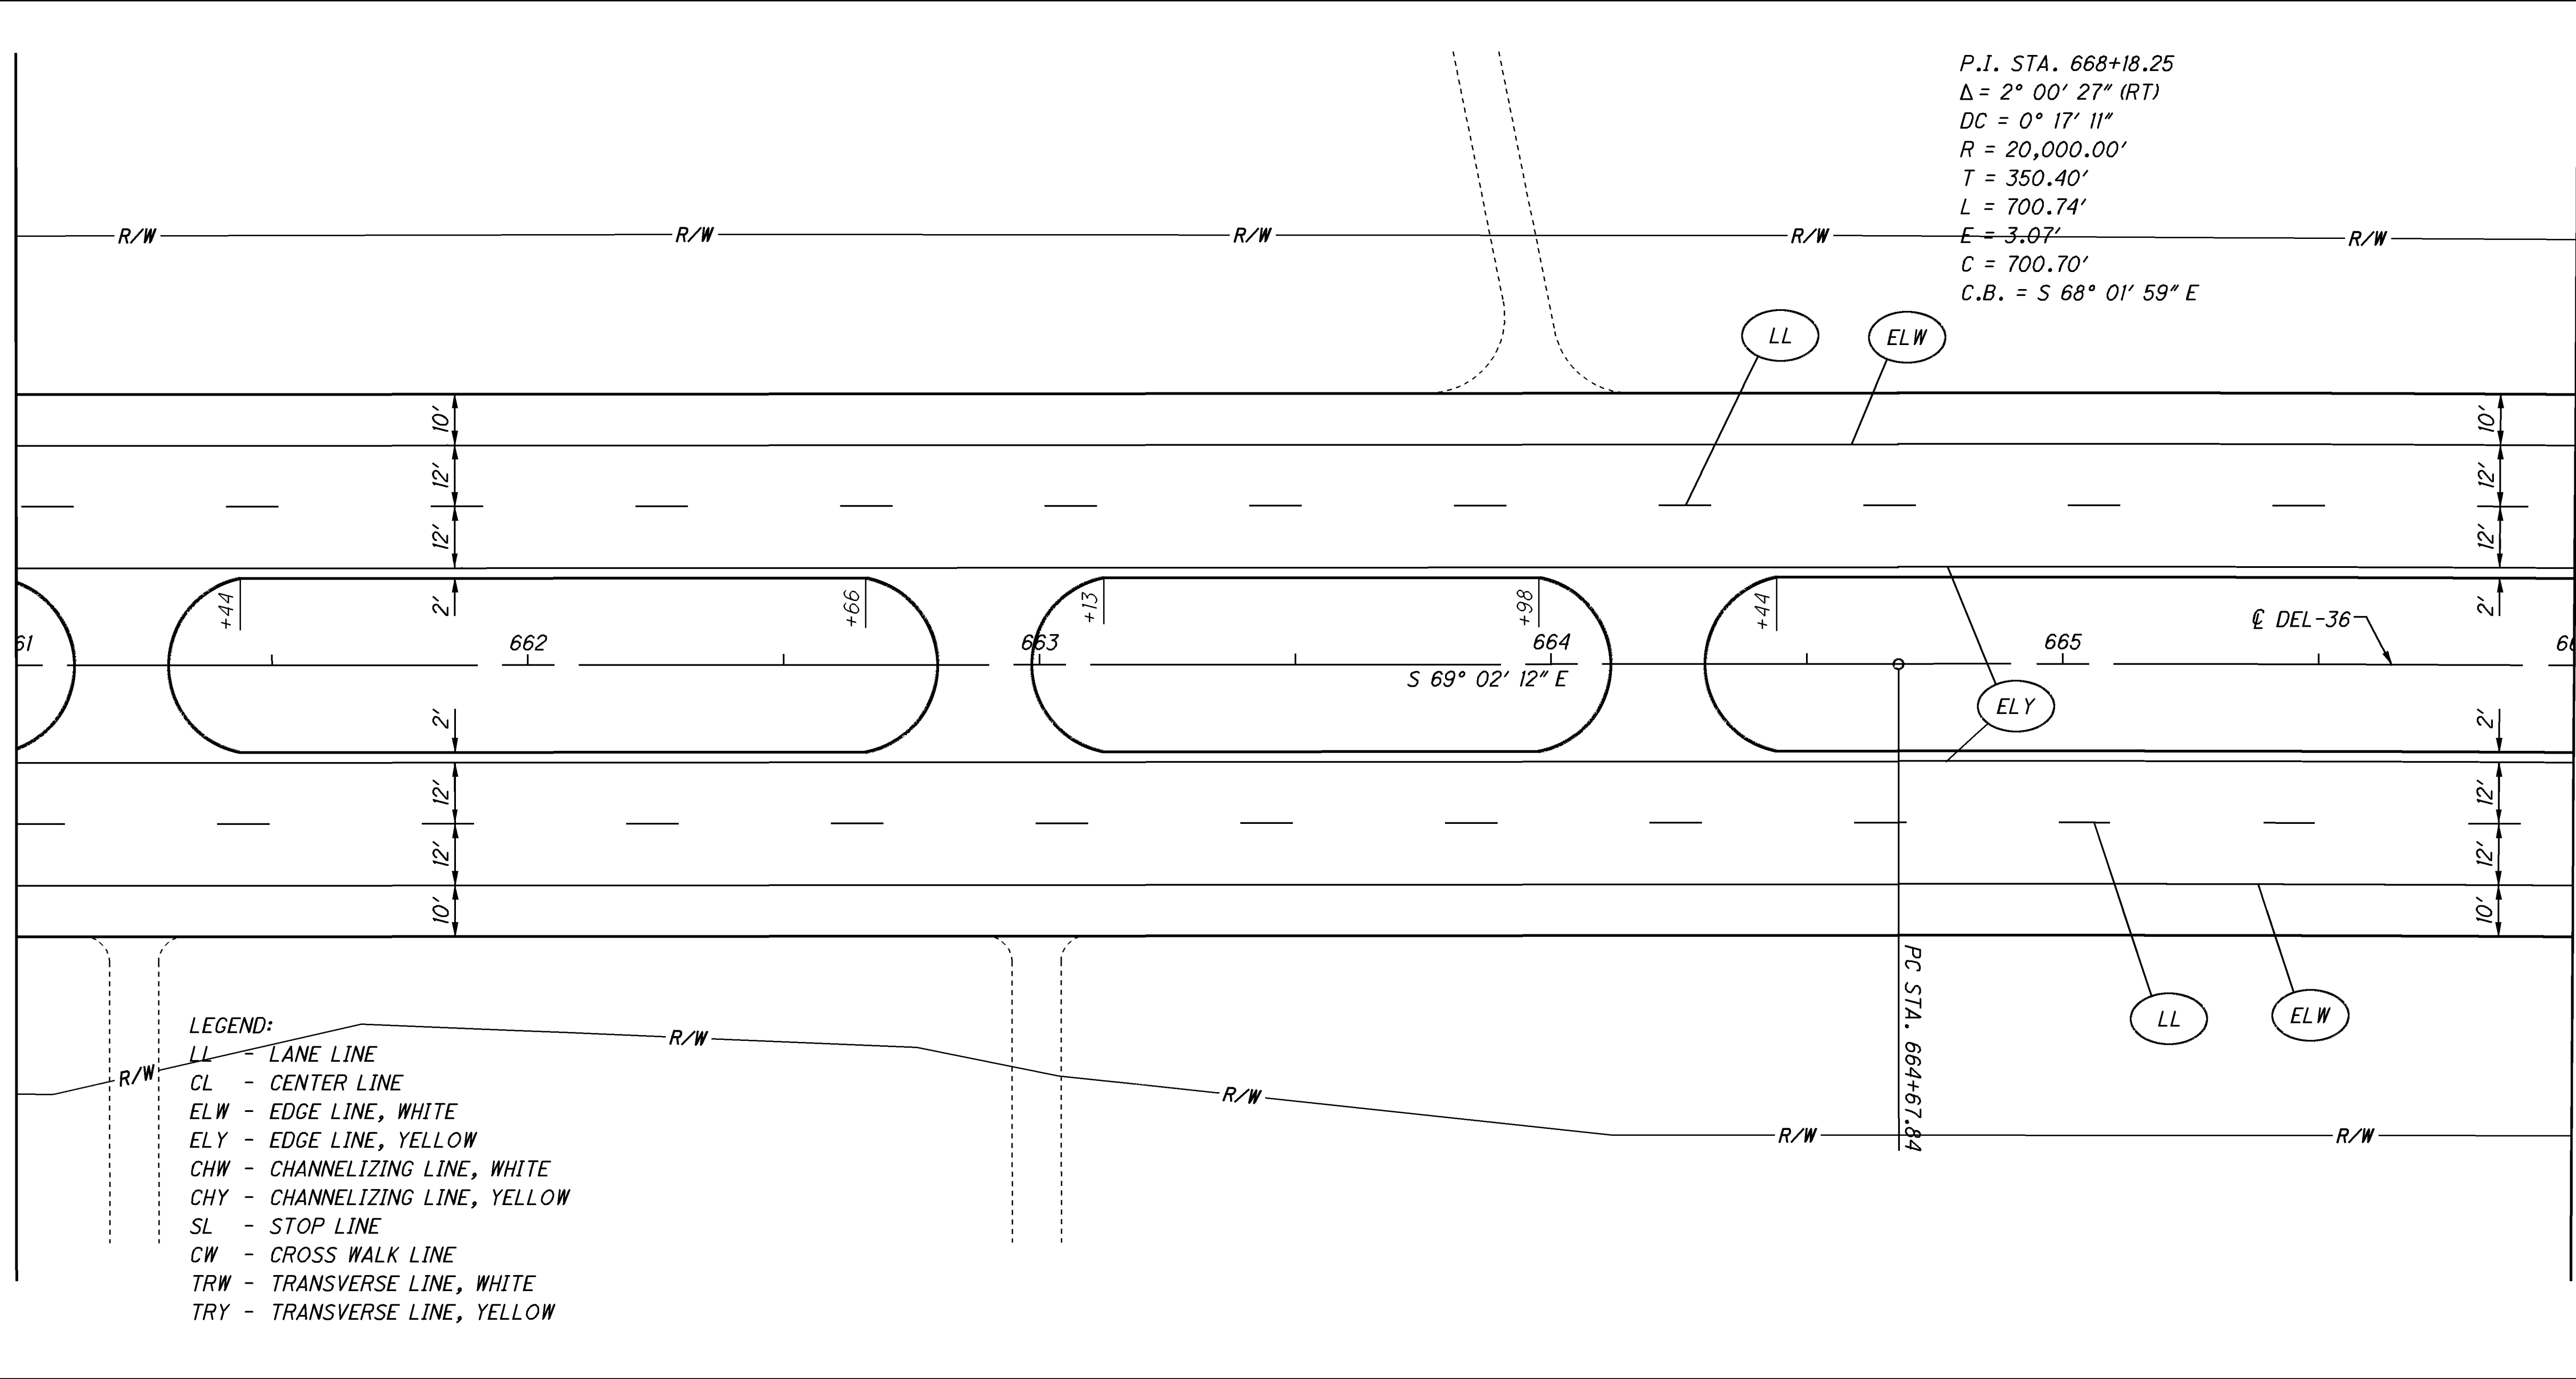 P.I. STA. 668+18.25
Δ = 2° 00' 27" (RT)
DC = 0° 17' 11"
R = 20,000.00'
T = 350.40'
L = 700.74'
E = 3.07'
C = 700.70'
C.B. = S 68° 01' 59" E
R/W R/W R/W R/W R/W
LL ELW
10' 10'
12' 12'
12' 12'
2' 2'
+44 +66 +13 +98 +44
61 662 663 664 665 66
℄ DEL-36
S 69° 02' 12" E
ELY
2' 2'
12' 12'
12' 12'
10' 10'
PC STA. 664+67.84
LL ELW
R/W R/W R/W R/W R/W
LEGEND:
LL - LANE LINE
CL - CENTER LINE
ELW - EDGE LINE, WHITE
ELY - EDGE LINE, YELLOW
CHW - CHANNELIZING LINE, WHITE
CHY - CHANNELIZING LINE, YELLOW
SL - STOP LINE
CW - CROSS WALK LINE
TRW - TRANSVERSE LINE, WHITE
TRY - TRANSVERSE LINE, YELLOW